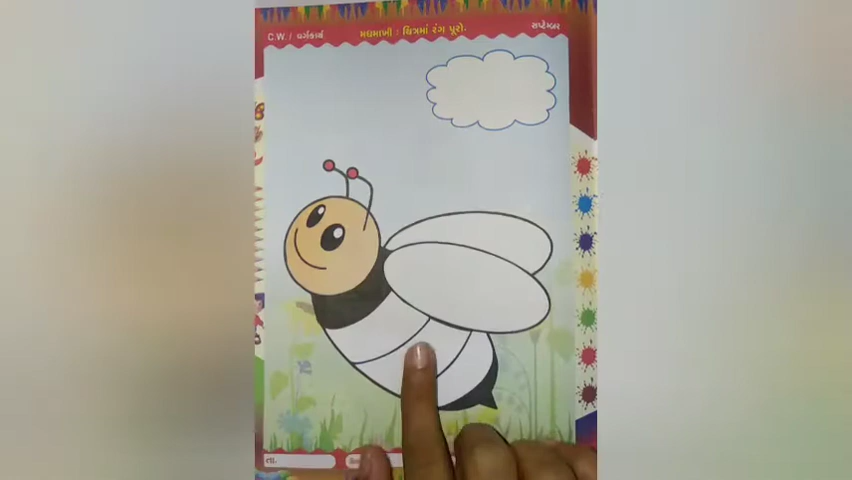 C.W. / વર્ગકાર્ય
મધમાખી : ચિત્રમાં રંગ પૂરો.
સપ્ટેમ્બર
તા.